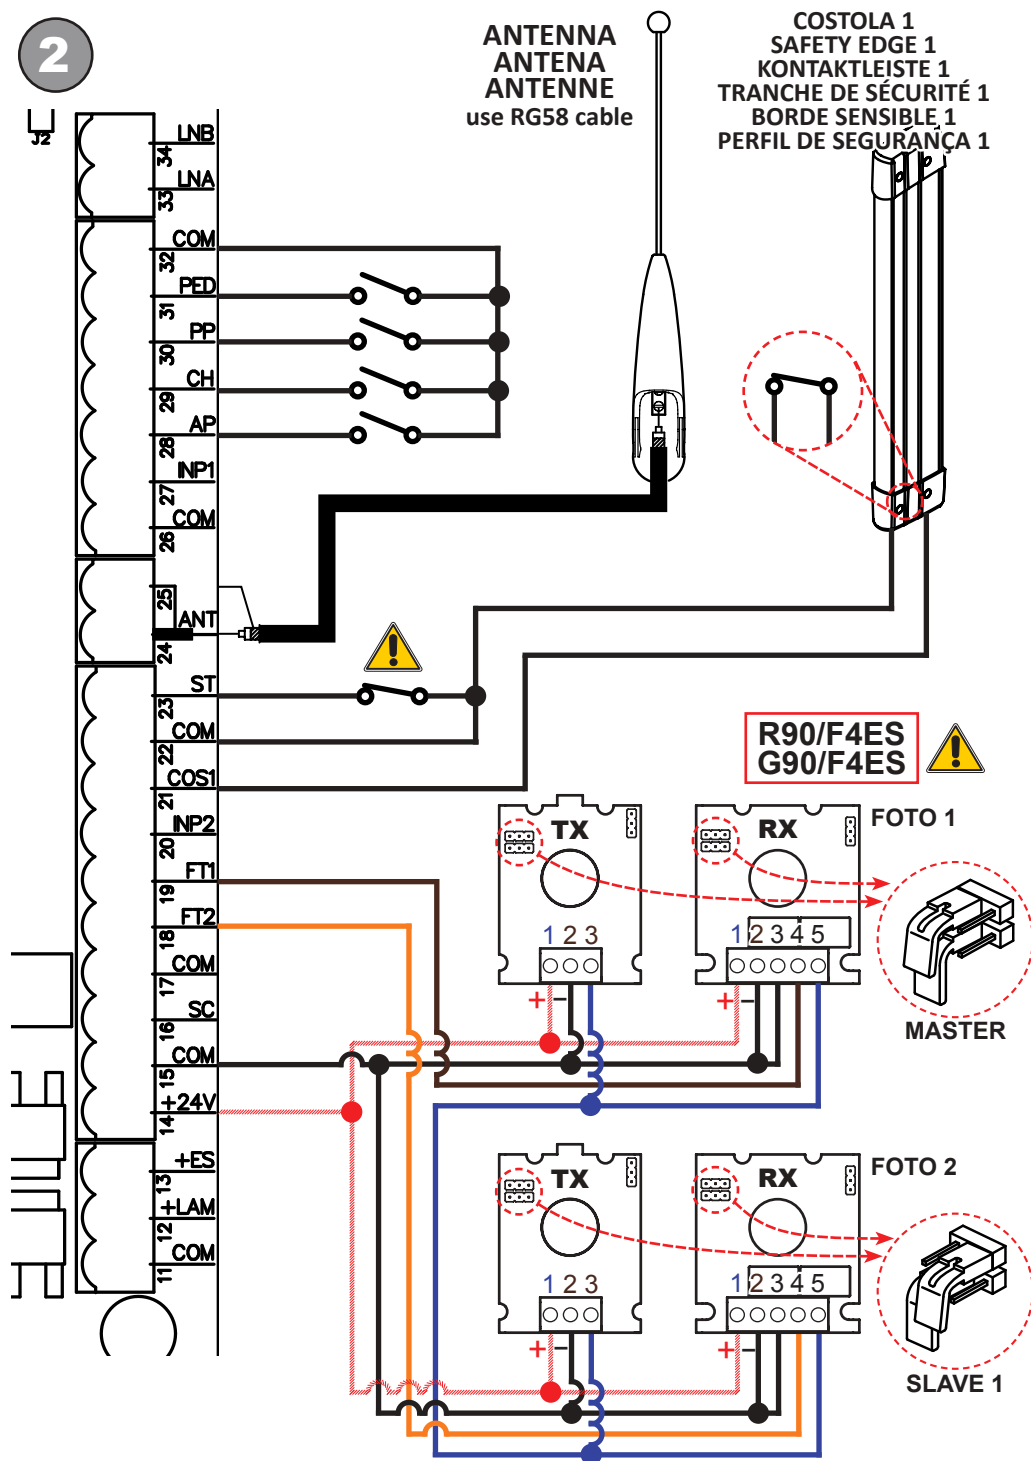 2
ANTENNA
ANTENA
ANTENNE
use RG58 cable
COSTOLA 1
SAFETY EDGE 1
KONTAKTLEISTE 1
TRANCHE DE SÉCURITÉ 1
BORDE SENSIBLE 1
PERFIL DE SEGURANÇA 1
J2
LNB
34
LNA
33
COM
32
PED
31
PP
30
CH
29
AP
28
INP1
27
COM
26
25
ANT
24
ST
23
COM
22
COS1
21
INP2
20
FT1
19
FT2
18
COM
17
SC
16
COM
15
+24V
14
+ES
13
+LAM
12
COM
11
!
R90/F4ES
G90/F4ES
!
FOTO 1
TX
1 2 3
+ −
RX
1 2 3 4 5
+ −
MASTER
FOTO 2
TX
1 2 3
+ −
RX
1 2 3 4 5
+ −
SLAVE 1